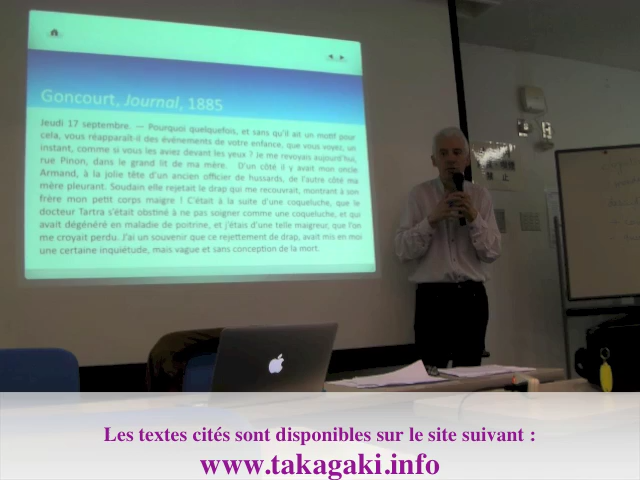 Goncourt, Journal, 1885
Jeudi 17 septembre. — Pourquoi quelquefois, et sans qu'il ait un motif pour
cela, vous réapparaît-il des événements de votre enfance, que vous voyez, un
instant, comme si vous les aviez devant les yeux ? Je me revoyais aujourd'hui,
rue Pinon, dans le grand lit de ma mère. D'un côté il y avait mon oncle
Armand, à la jolie tête d'un ancien officier de hussards, de l'autre côté ma
mère pleurant. Soudain elle rejetait le drap qui me recouvrait, montrant à son
frère mon petit corps maigre ! C'était à la suite d'une coqueluche, que le
docteur Tartra s'était obstiné à ne pas soigner comme une coqueluche, et qui
avait dégénéré en maladie de poitrine, et j'étais d'une telle maigreur, que l'on
me croyait perdu. J'ai un souvenir que ce rejettement de drap, avait mis en moi
une certaine inquiétude, mais vague et sans conception de la mort.
Les textes cités sont disponibles sur le site suivant :
www.takagaki.info